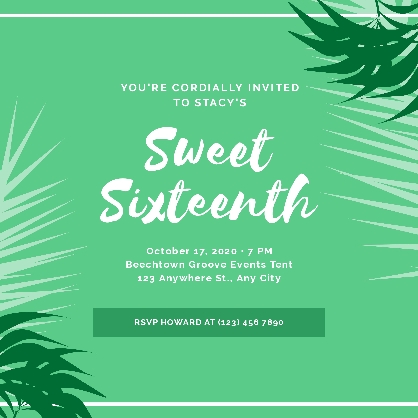 YOU'RE CORDIALLY INVITED
TO STACY'S
Sweet
Sixteenth
October 17, 2020 • 7 PM
Beechtown Groove Events Tent
123 Anywhere St., Any City
RSVP HOWARD AT (123) 456 7890